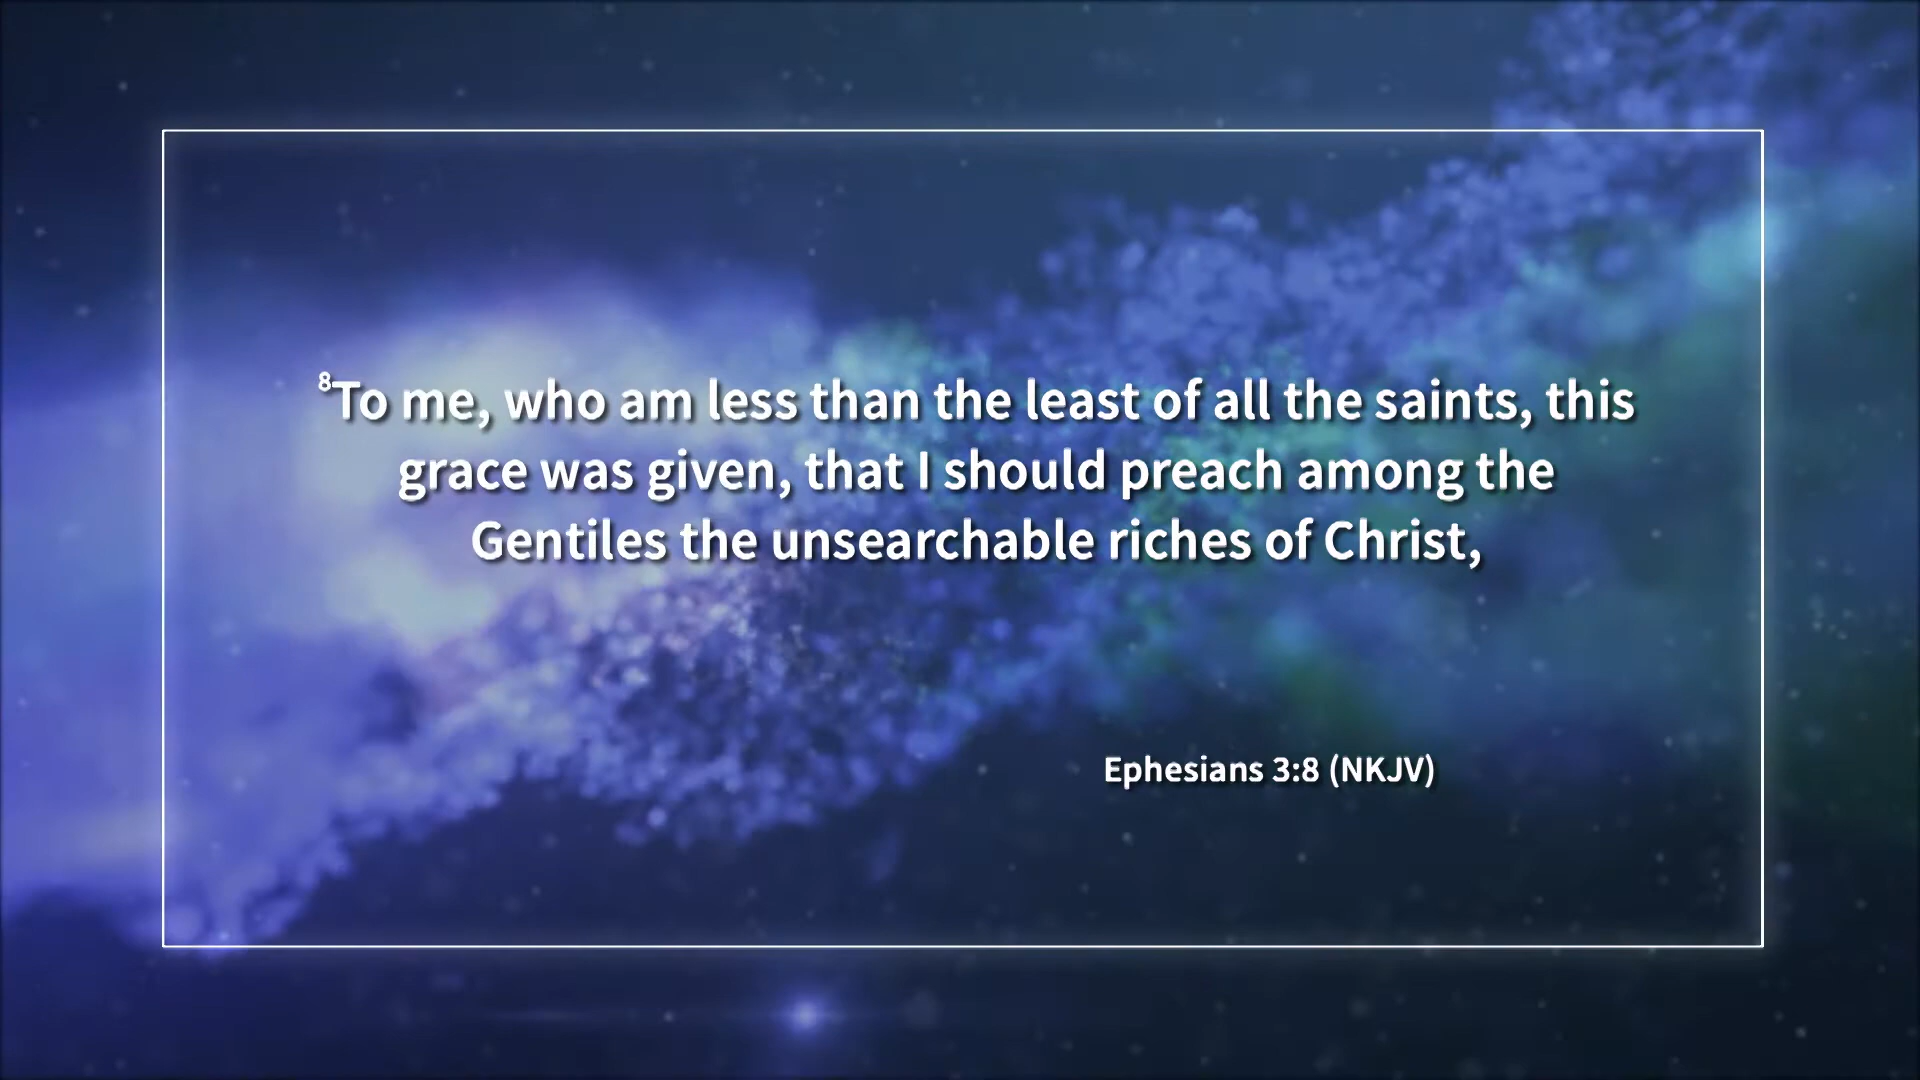 ⁸To me, who am less than the least of all the saints, this
grace was given, that I should preach among the
Gentiles the unsearchable riches of Christ,
Ephesians 3:8 (NKJV)